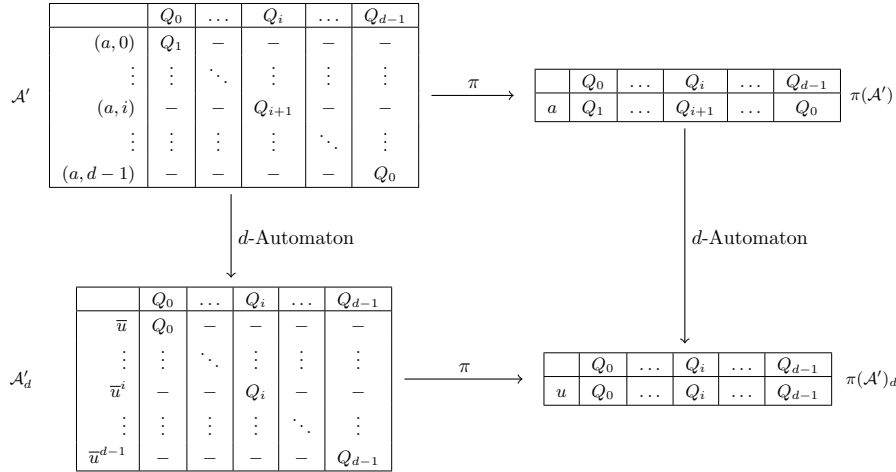 Q_0 … Q_i … Q_{d−1}
(a, 0) Q_1 − − − −
⋮ ⋮ ⋱ ⋮ ⋮ ⋮
𝒜′ (a, i) − − Q_{i+1} − −
⋮ ⋮ ⋮ ⋮ ⋱ ⋮
(a, d − 1) − − − − Q_0
π
Q_0 … Q_i … Q_{d−1}
a Q_1 … Q_{i+1} … Q_0
π(𝒜′)
d-Automaton
d-Automaton
Q_0 … Q_i … Q_{d−1}
u̅ Q_0 − − − −
⋮ ⋮ ⋱ ⋮ ⋮ ⋮
𝒜′_d u̅^i − − Q_i − −
⋮ ⋮ ⋮ ⋮ ⋱ ⋮
u̅^{d−1} − − − − Q_{d−1}
π
Q_0 … Q_i … Q_{d−1}
u Q_0 … Q_i … Q_{d−1}
π(𝒜′)_d